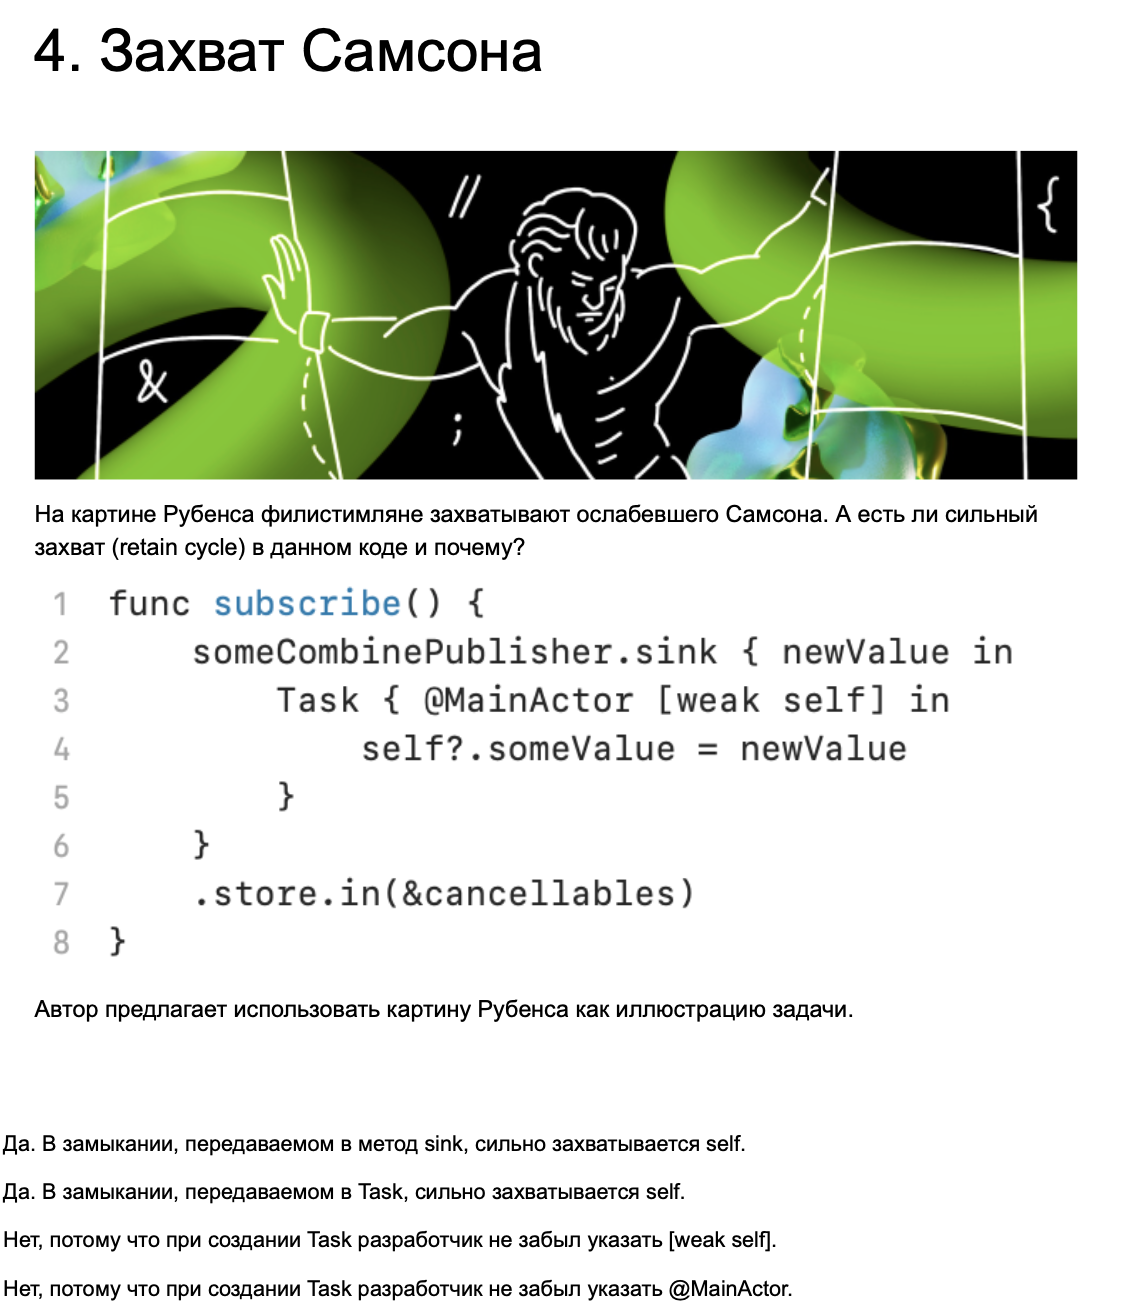 4. Захват Самсона
// {
&
;
На картине Рубенса филистимляне захватывают ослабевшего Самсона. А есть ли сильный
захват (retain cycle) в данном коде и почему?
1 func subscribe() {
2 someCombinePublisher.sink { newValue in
3 Task { @MainActor [weak self] in
4 self?.someValue = newValue
5 }
6 }
7 .store.in(&cancellables)
8 }
Автор предлагает использовать картину Рубенса как иллюстрацию задачи.
Да. В замыкании, передаваемом в метод sink, сильно захватывается self.
Да. В замыкании, передаваемом в Task, сильно захватывается self.
Нет, потому что при создании Task разработчик не забыл указать [weak self].
Нет, потому что при создании Task разработчик не забыл указать @MainActor.